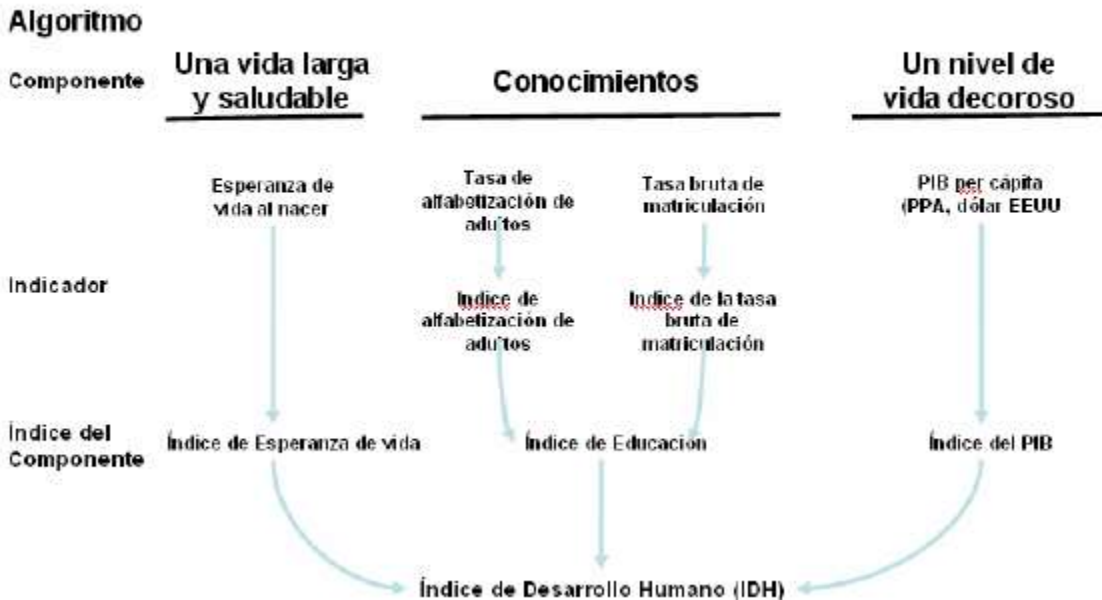 Algoritmo
Componente
Una vida larga
y saludable
Conocimientos
Un nivel de
vida decoroso
Esperanza de
vida al nacer
Tasa de
alfabetización de
adultos
Tasa bruta de
matriculación
PIB per cápita
(PPA, dólar EEUU
Indicador
Indice de
alfabetización de
adultos
Indice de la tasa
bruta de
matriculación
Índice del
Componente
Índice de Esperanza de vida
Índice de Educación
Índice del PIB
Índice de Desarrollo Humano (IDH)